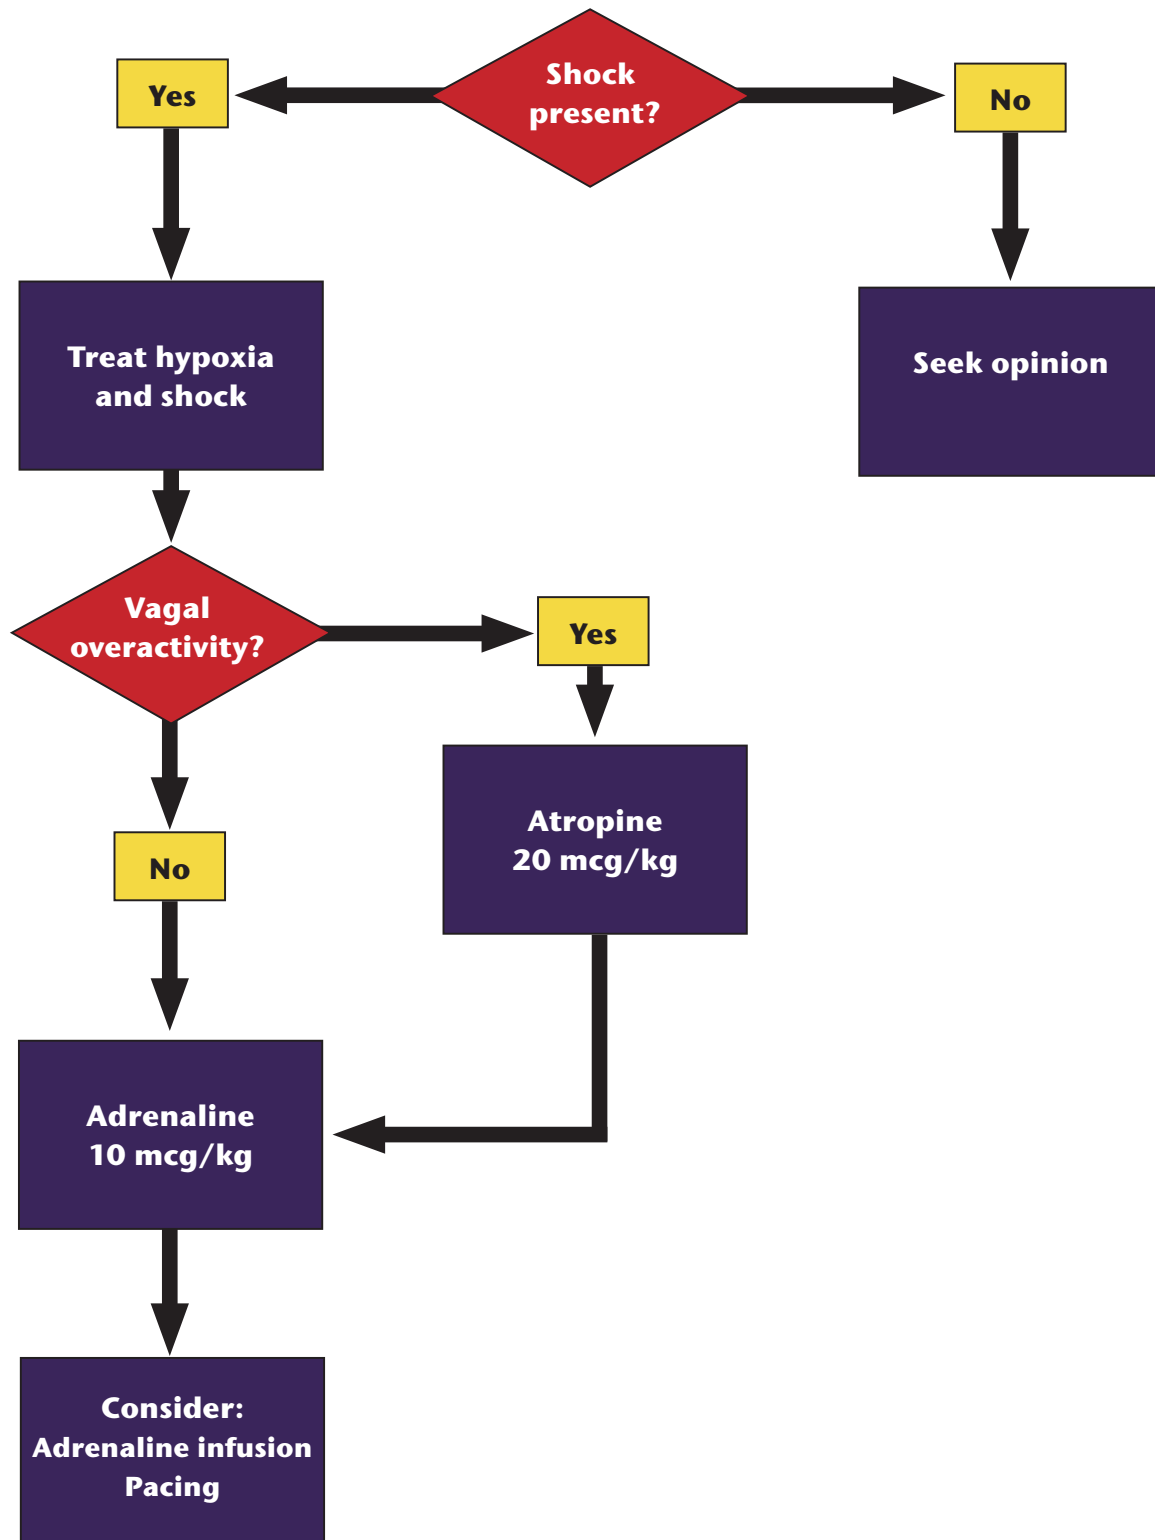 Shock
present?
Yes
No
Treat hypoxia
and shock
Seek opinion
Vagal
overactivity?
Yes
Atropine
20 mcg/kg
No
Adrenaline
10 mcg/kg
Consider:
Adrenaline infusion
Pacing